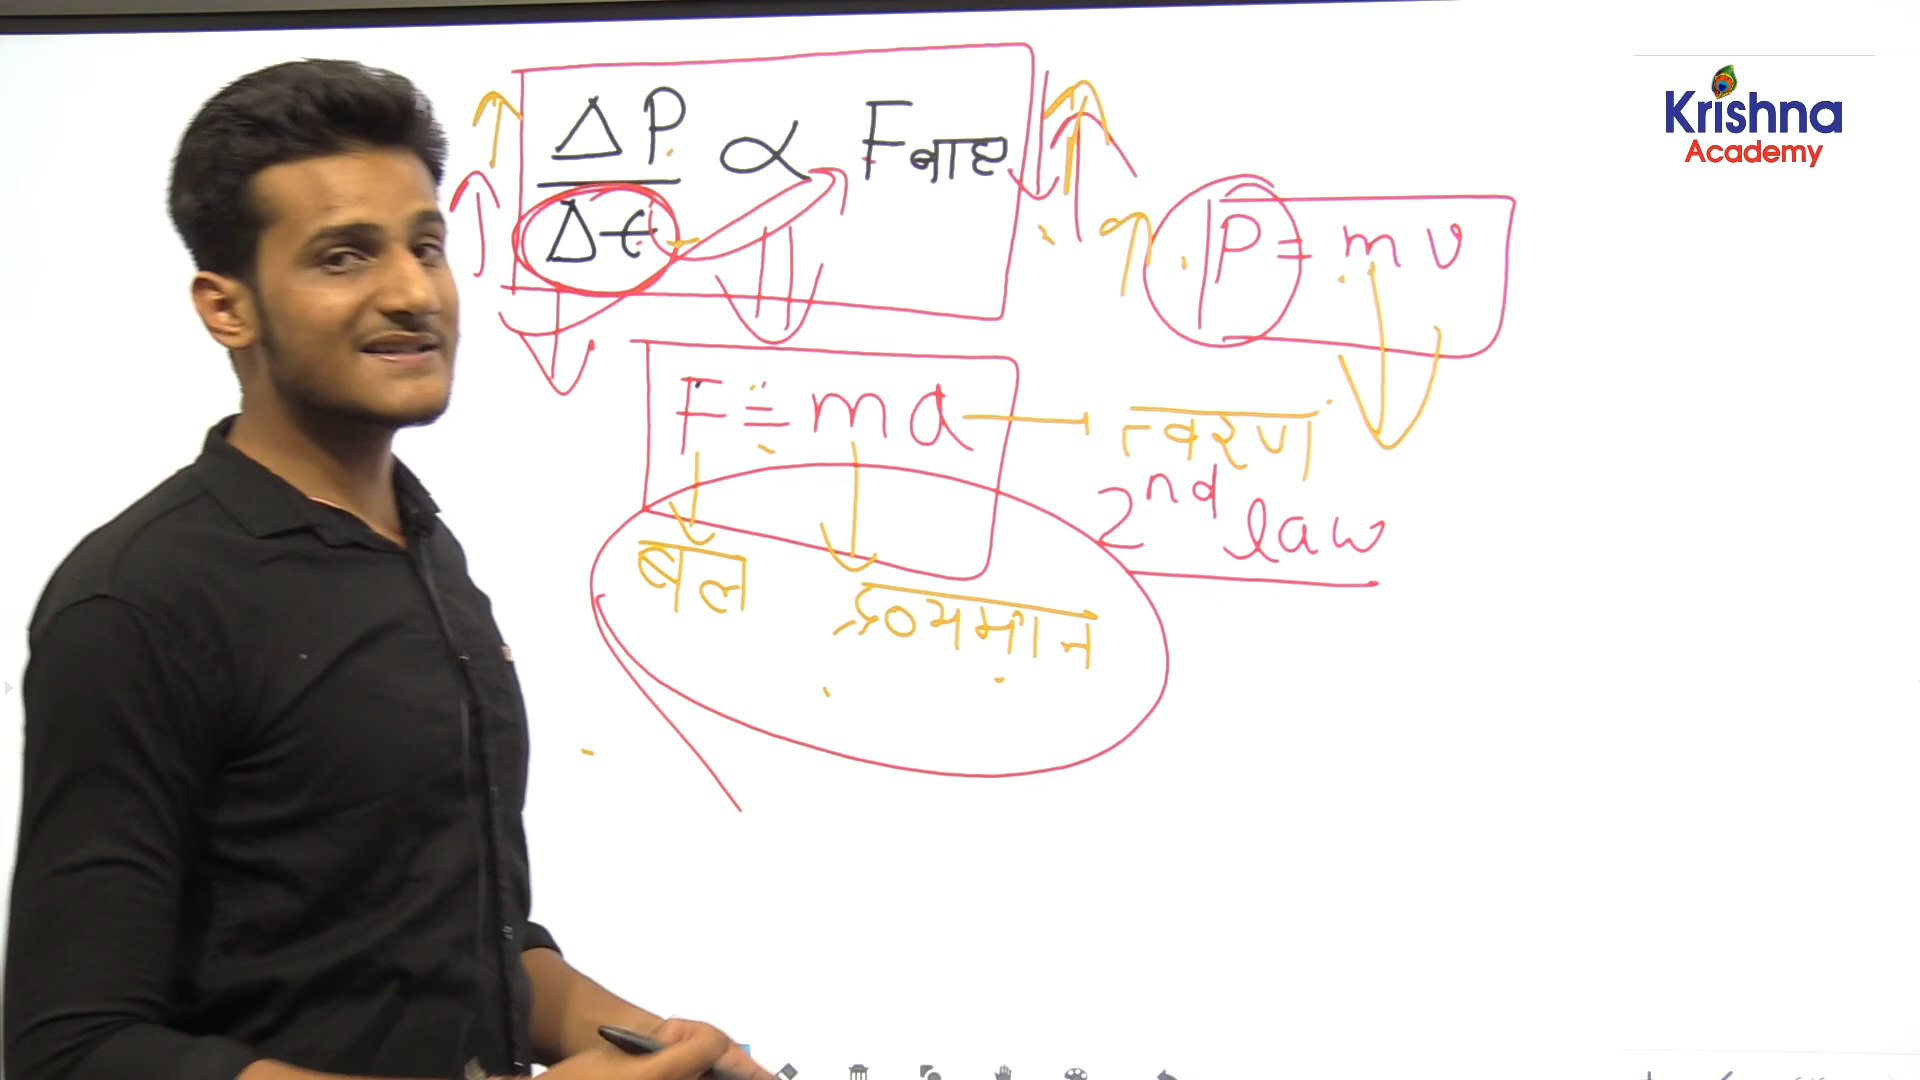 ΔP/Δt ∝ Fबाह्य
P = mv
F = ma
त्वरण
2nd law
बल
द्रव्यमान
Krishna
Academy